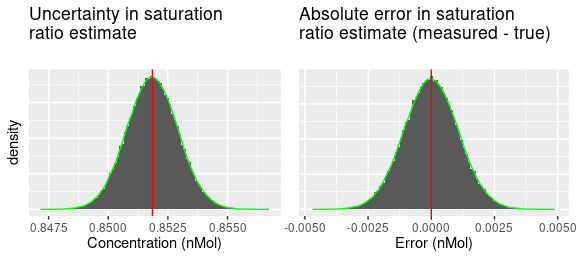 Uncertainty in saturation
ratio estimate
Absolute error in saturation
ratio estimate (measured - true)
density
0.8475 0.8500 0.8525 0.8550
Concentration (nMol)
-0.0050 -0.0025 0.0000 0.0025 0.0050
Error (nMol)